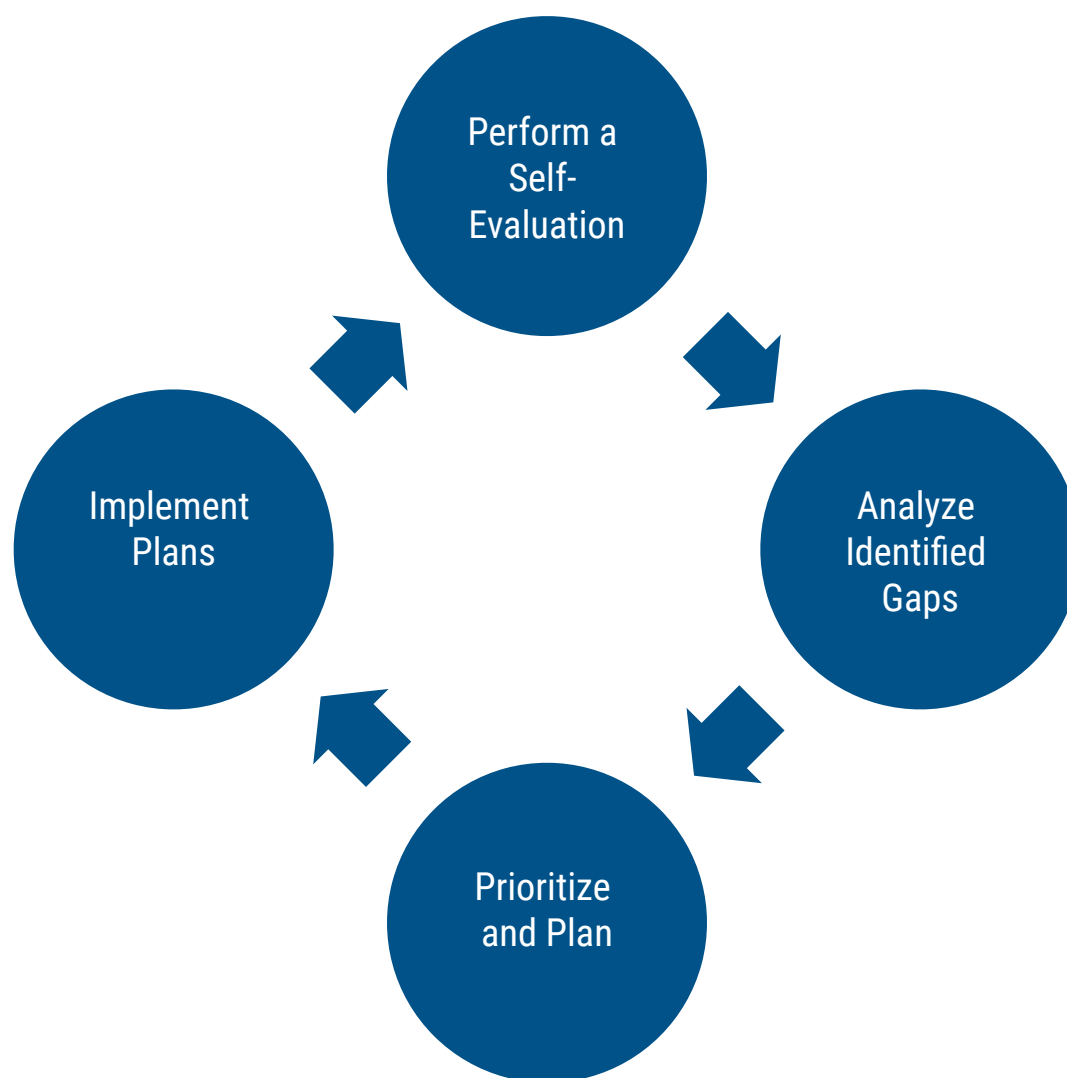 Perform a
Self-
Evaluation
Analyze
Identified
Gaps
Prioritize
and Plan
Implement
Plans